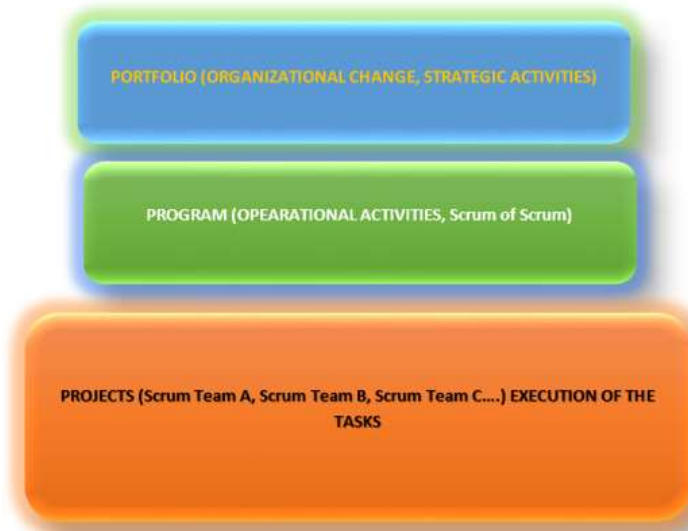 PORTFOLIO (ORGANIZATIONAL CHANGE, STRATEGIC ACTIVITIES)
PROGRAM (OPEARATIONAL ACTIVITIES, Scrum of Scrum)
PROJECTS (Scrum Team A, Scrum Team B, Scrum Team C....) EXECUTION OF THE
TASKS